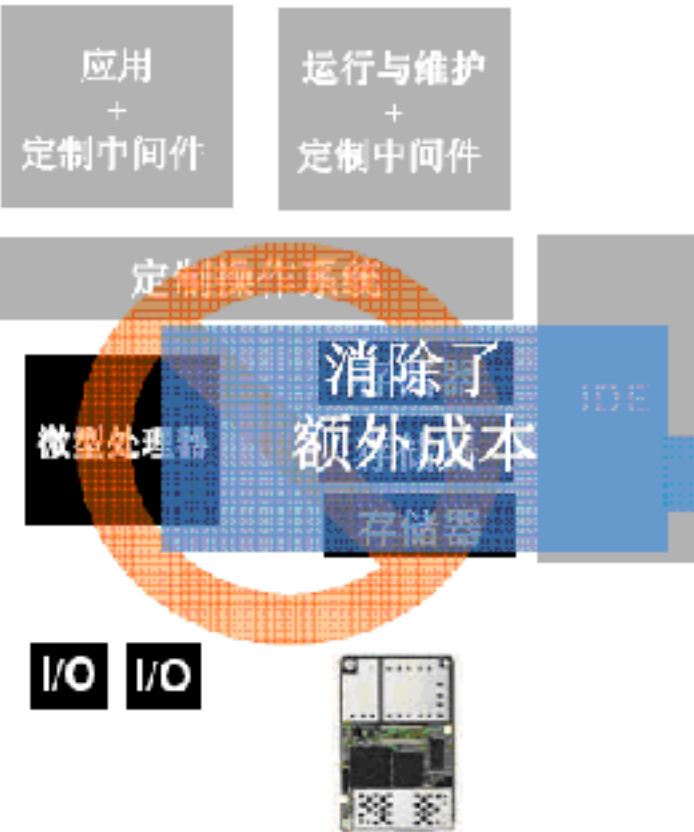 应用
+
定制中间件
运行与维护
+
定制中间件
定制操作系统
消除了
额外成本
IDE
微型处理器
存储器
I/O
I/O